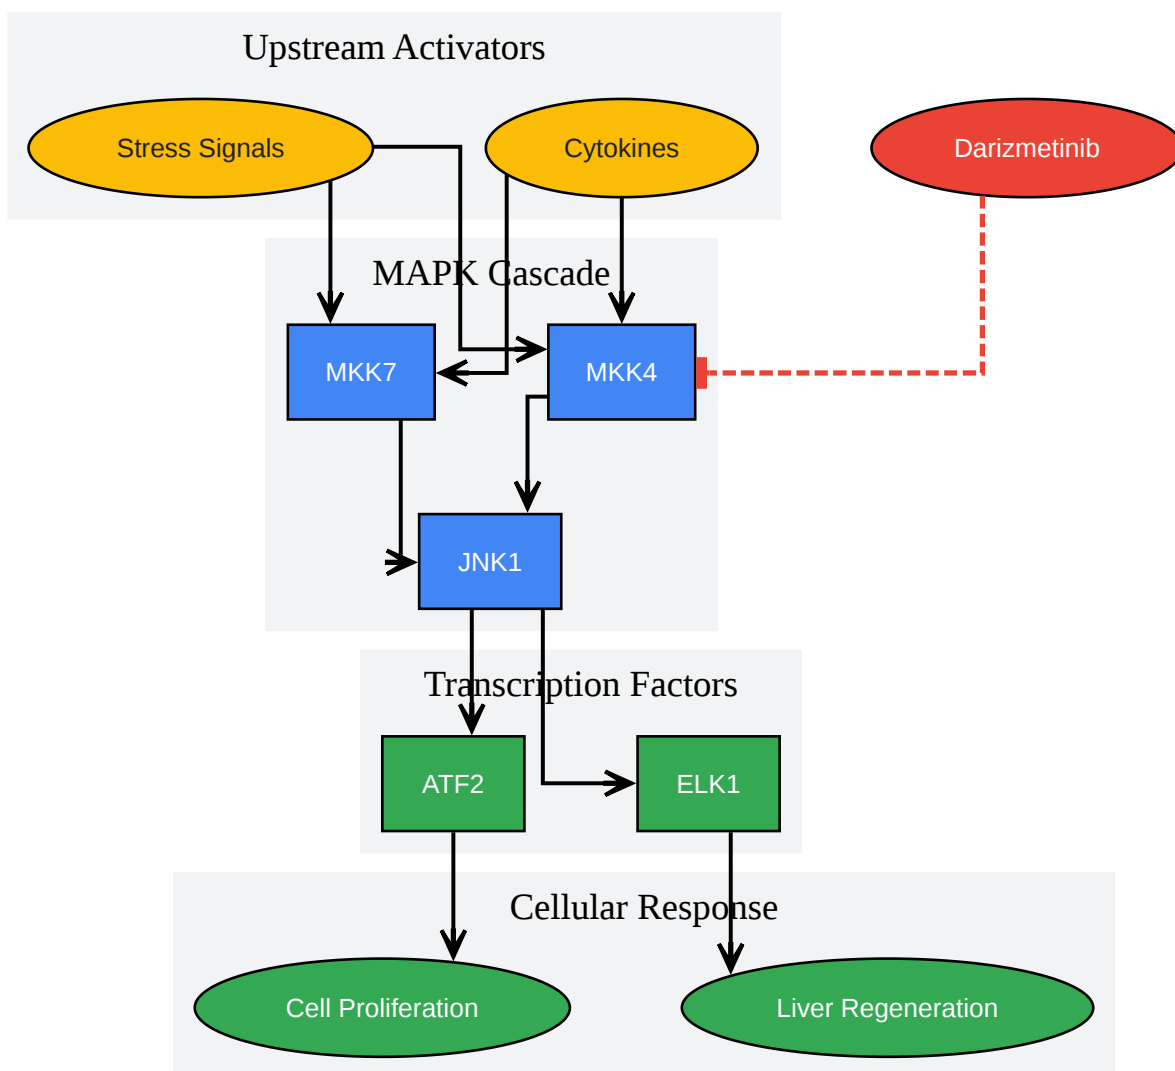 Upstream Activators
Stress Signals
Cytokines
Darizmetinib
MAPK Cascade
MKK7
MKK4
JNK1
Transcription Factors
ATF2
ELK1
Cellular Response
Cell Proliferation
Liver Regeneration